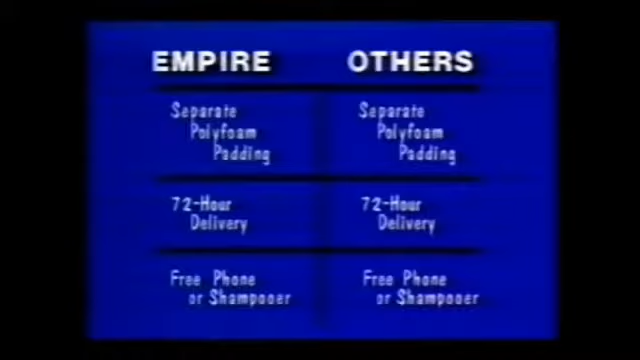 EMPIRE OTHERS
Separate
Polyfoam
Padding
Separate
Polyfoam
Padding
72-Hour
Delivery
72-Hour
Delivery
Free Phone
or Shampooer
Free Phone
or Shampooer